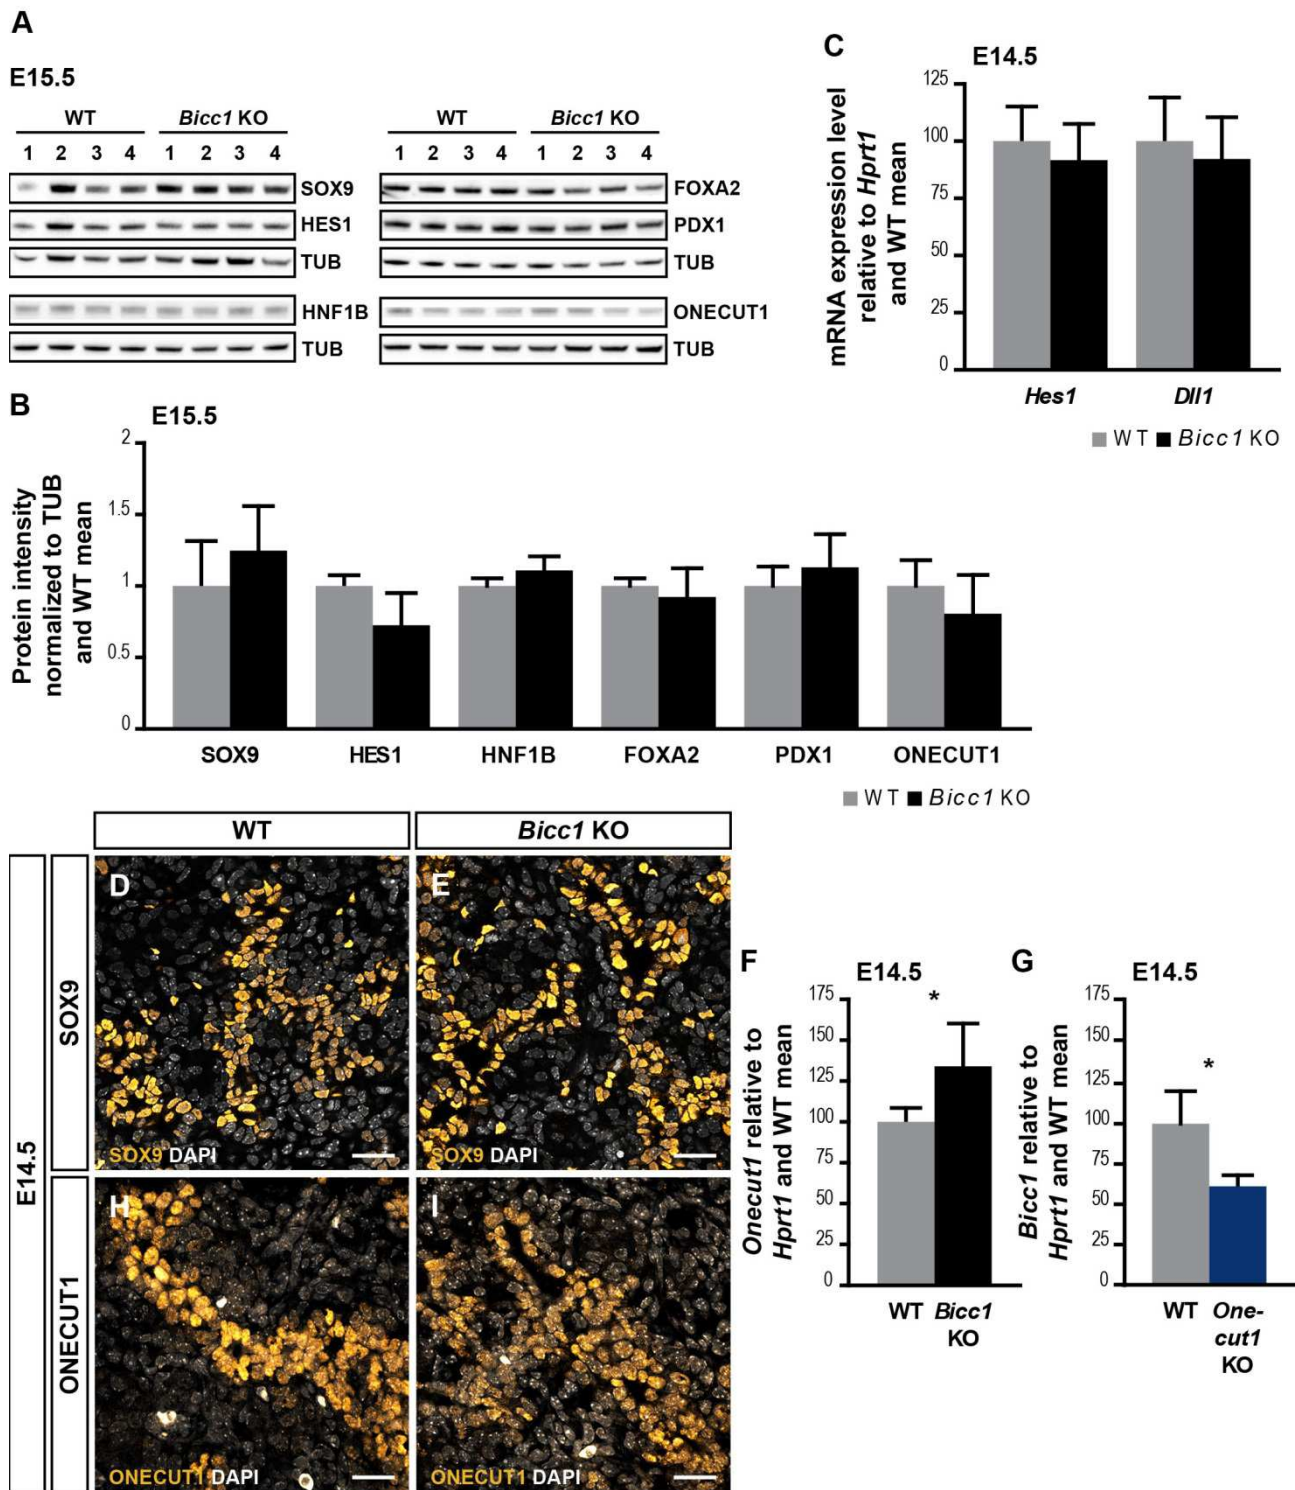 A
E15.5
WT Bicc1 KO WT Bicc1 KO
1 2 3 4 1 2 3 4 1 2 3 4 1 2 3 4
SOX9 FOXA2
HES1 PDX1
TUB TUB
HNF1B ONECUT1
TUB TUB
C
E14.5
mRNA expression level
relative to Hprt1
and WT mean
125
100
75
50
25
0
Hes1 Dll1
WT Bicc1 KO
B
E15.5
Protein intensity
normalized to TUB
and WT mean
2
1.5
1
0.5
0
SOX9 HES1 HNF1B FOXA2 PDX1 ONECUT1
WT Bicc1 KO
WT Bicc1 KO
E14.5
SOX9
D E
SOX9 DAPI SOX9 DAPI
ONECUT1
H I
ONECUT1 DAPI ONECUT1 DAPI
F
E14.5
*
Onecut1 relative to
Hprt1 and WT mean
175
150
125
100
75
50
25
0
WT Bicc1
KO
G
E14.5
*
Bicc1 relative to
Hprt1 and WT mean
175
150
125
100
75
50
25
0
WT One-
cut1
KO